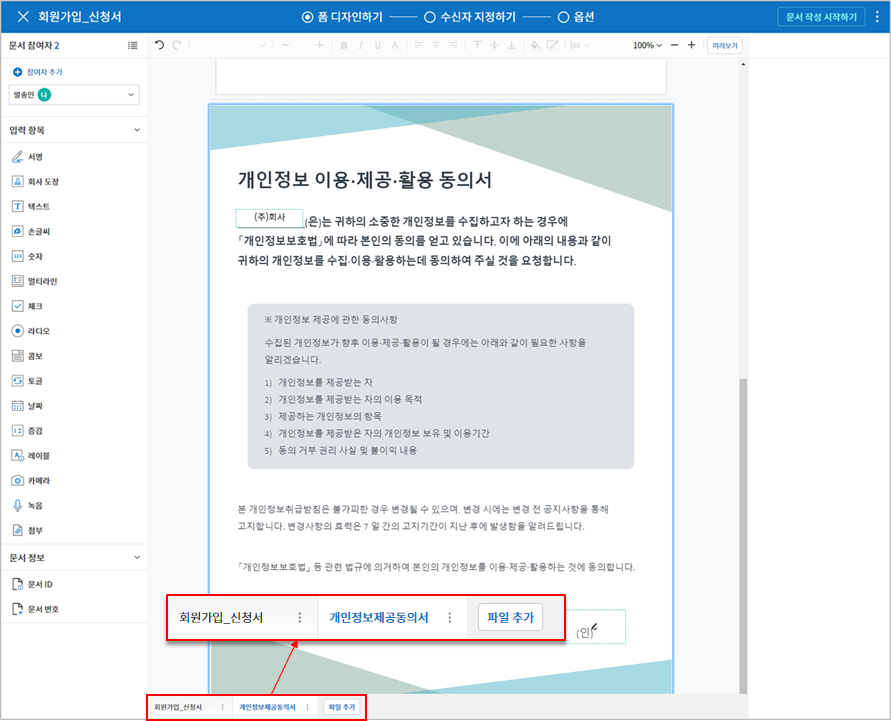 회원가입_신청서
폼 디자인하기
수신자 지정하기
옵션
문서 작성 시작하기
문서 참여자 2
B I U A
100%
미리보기
참여자 추가
발송인 나
입력 항목
서명
회사 도장
텍스트
손글씨
숫자
멀티라인
체크
라디오
콤보
토글
날짜
증감
레이블
카메라
녹음
첨부
문서 정보
문서 ID
문서 번호
개인정보 이용·제공·활용 동의서
(주)회사 (은)는 귀하의 소중한 개인정보를 수집하고자 하는 경우에
「개인정보보호법」에 따라 본인의 동의를 얻고 있습니다. 이에 아래의 내용과 같이
귀하의 개인정보를 수집·이용·활용하는데 동의하여 주실 것을 요청합니다.
※ 개인정보 제공에 관한 동의사항
수집된 개인정보가 향후 이용·제공·활용이 될 경우에는 아래와 같이 필요한 사항을
알리겠습니다.
1) 개인정보를 제공받는 자
2) 개인정보를 제공받는 자의 이용 목적
3) 제공하는 개인정보의 항목
4) 개인정보를 제공받은 자의 개인정보 보유 및 이용기간
5) 동의 거부 권리 사실 및 불이익 내용
본 개인정보취급방침은 불가피한 경우 변경될 수 있으며, 변경 시에는 변경 전 공지사항을 통해
고지합니다. 변경사항의 효력은 7 일 간의 고지기간이 지난 후에 발생함을 알려드립니다.
「개인정보보호법」 등 관련 법규에 의거하여 본인의 개인정보를 이용·제공·활용하는 것에 동의합니다.
회원가입_신청서
개인정보제공동의서
파일 추가
(인)
회원가입_신청서
개인정보제공동의서
파일 추가